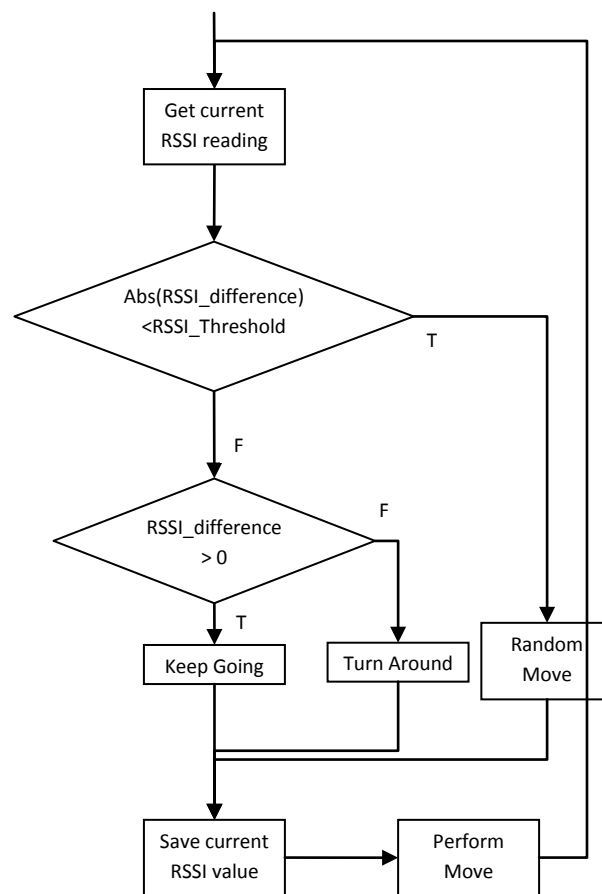 Get current
RSSI reading
Abs(RSSI_difference)
<RSSI_Threshold
T
F
RSSI_difference
> 0
F
T
Keep Going
Turn Around
Random
Move
Save current
RSSI value
Perform
Move